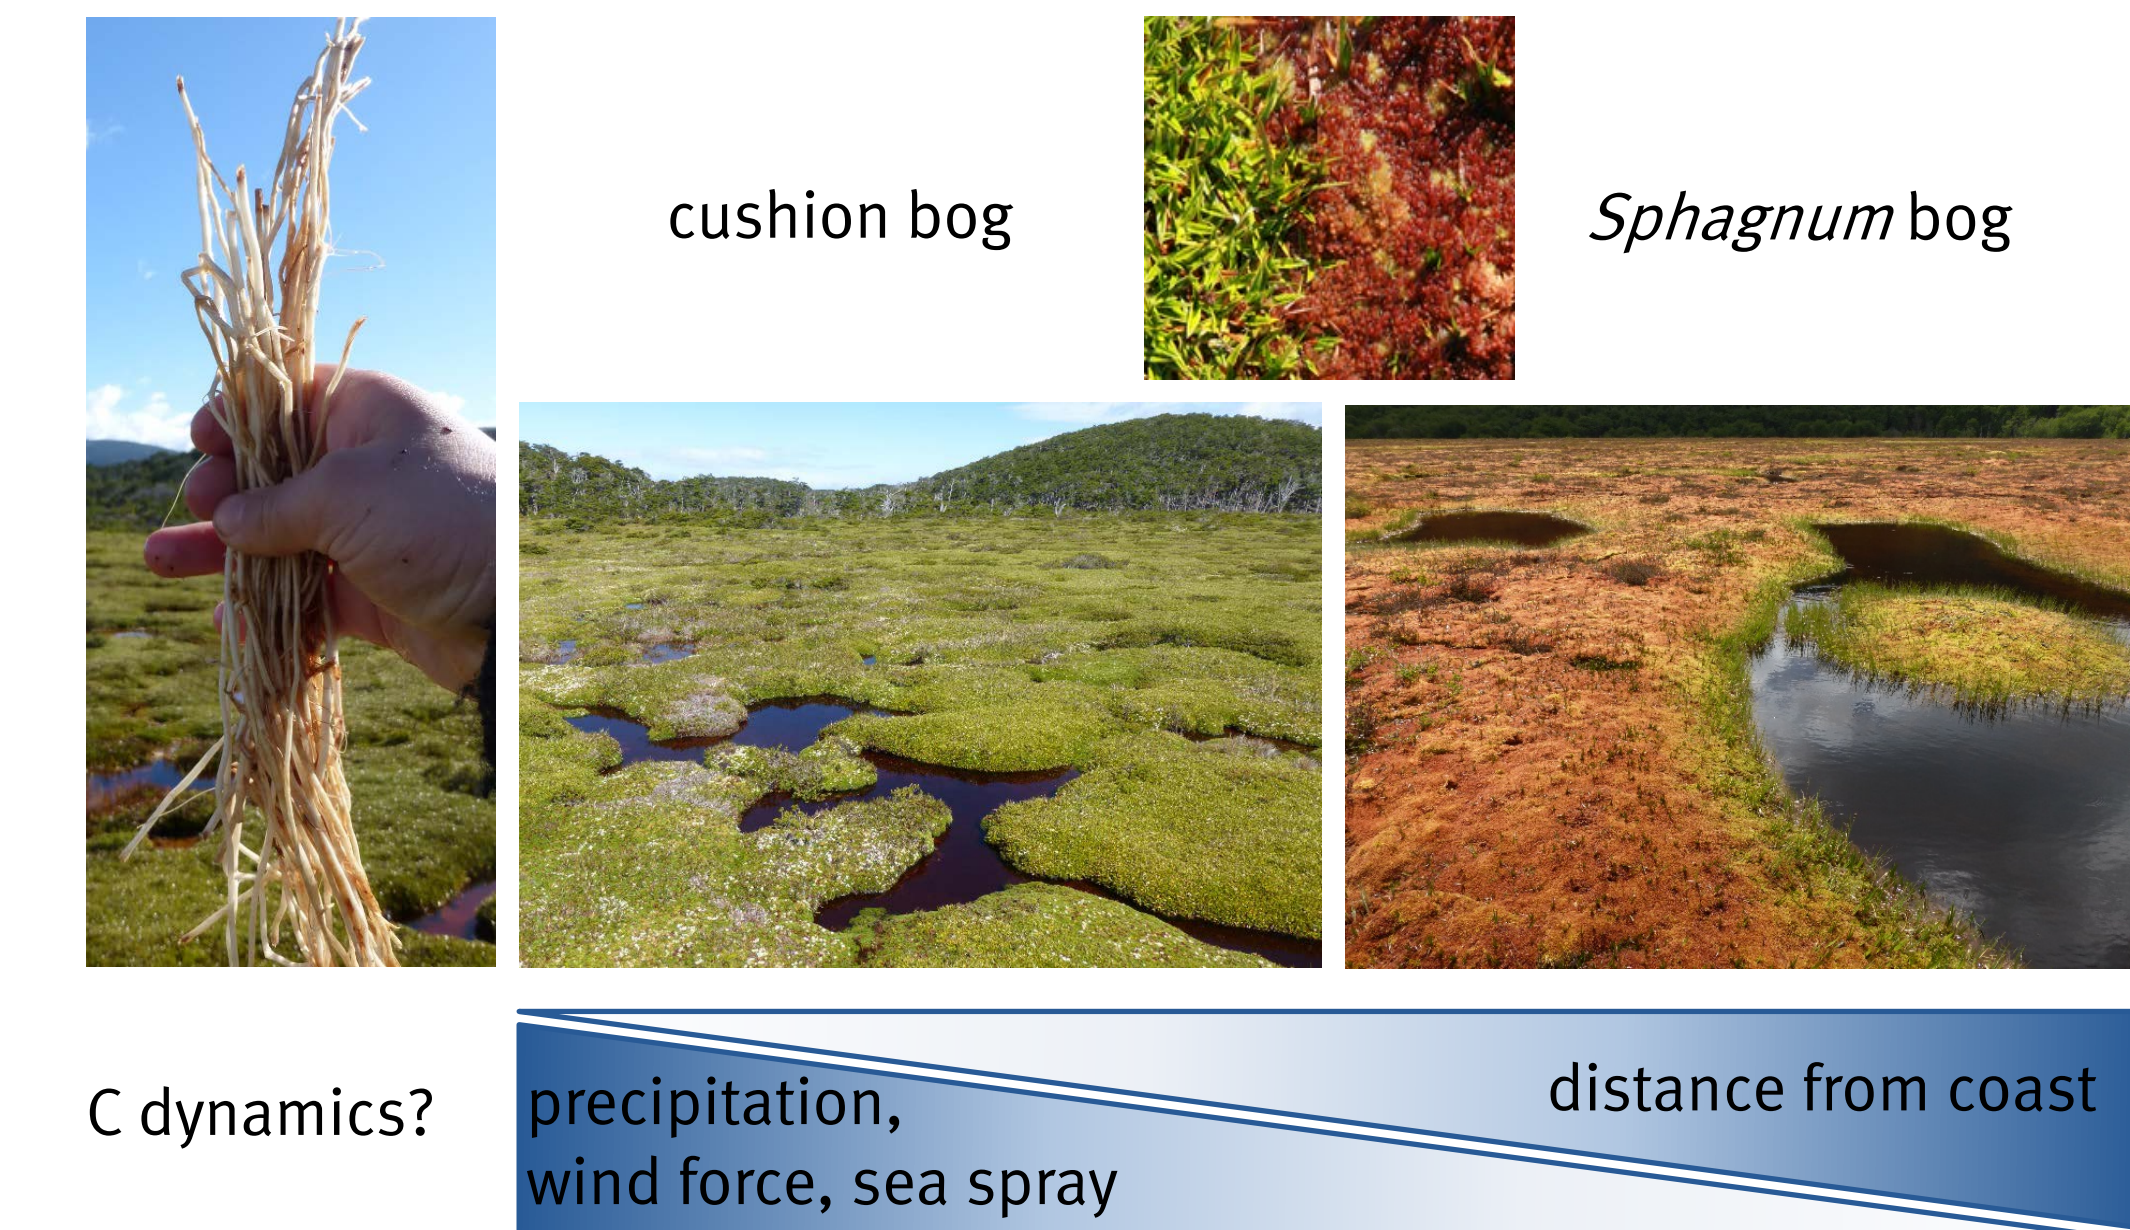 cushion bog
Sphagnum bog
C dynamics?
precipitation,
wind force, sea spray
distance from coast